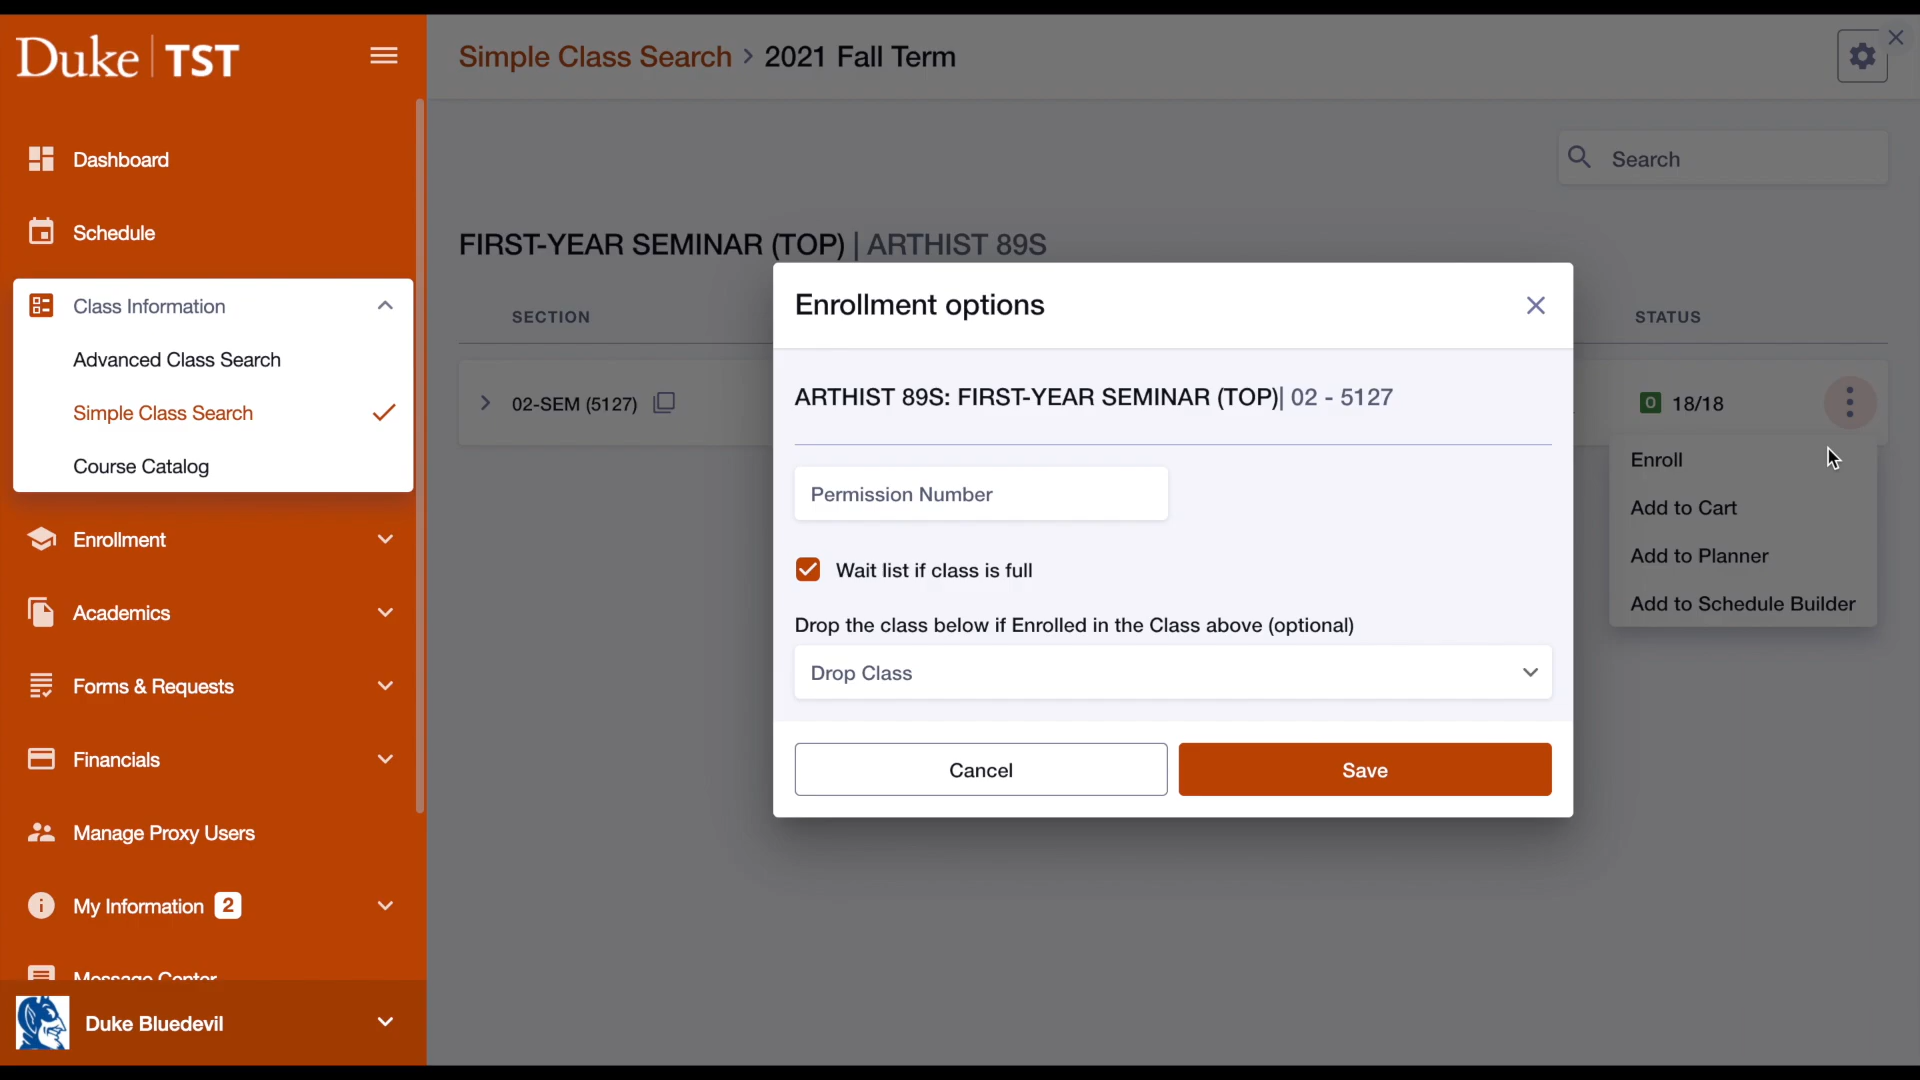 Duke | TST
Simple Class Search > 2021 Fall Term
Dashboard
Schedule
Class Information
Advanced Class Search
Simple Class Search
Course Catalog
Enrollment
Academics
Forms & Requests
Financials
Manage Proxy Users
My Information 2
Message Center
Duke Bluedevil
Search
FIRST-YEAR SEMINAR (TOP) | ARTHIST 89S
SECTION
STATUS
02-SEM (5127)
O 18/18
Enroll
Add to Cart
Add to Planner
Add to Schedule Builder
Enrollment options
ARTHIST 89S: FIRST-YEAR SEMINAR (TOP)| 02 - 5127
Permission Number
Wait list if class is full
Drop the class below if Enrolled in the Class above (optional)
Drop Class
Cancel
Save